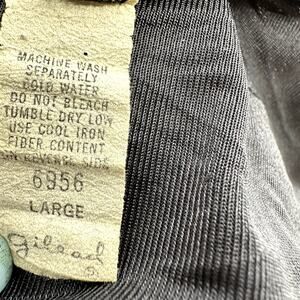 MACHINE WASH
SEPARATELY
COLD WATER
DO NOT BLEACH
TUMBLE DRY LOW
USE COOL IRON
FIBER CONTENT
ON REVERSE SIDE
6956
LARGE
Gilead